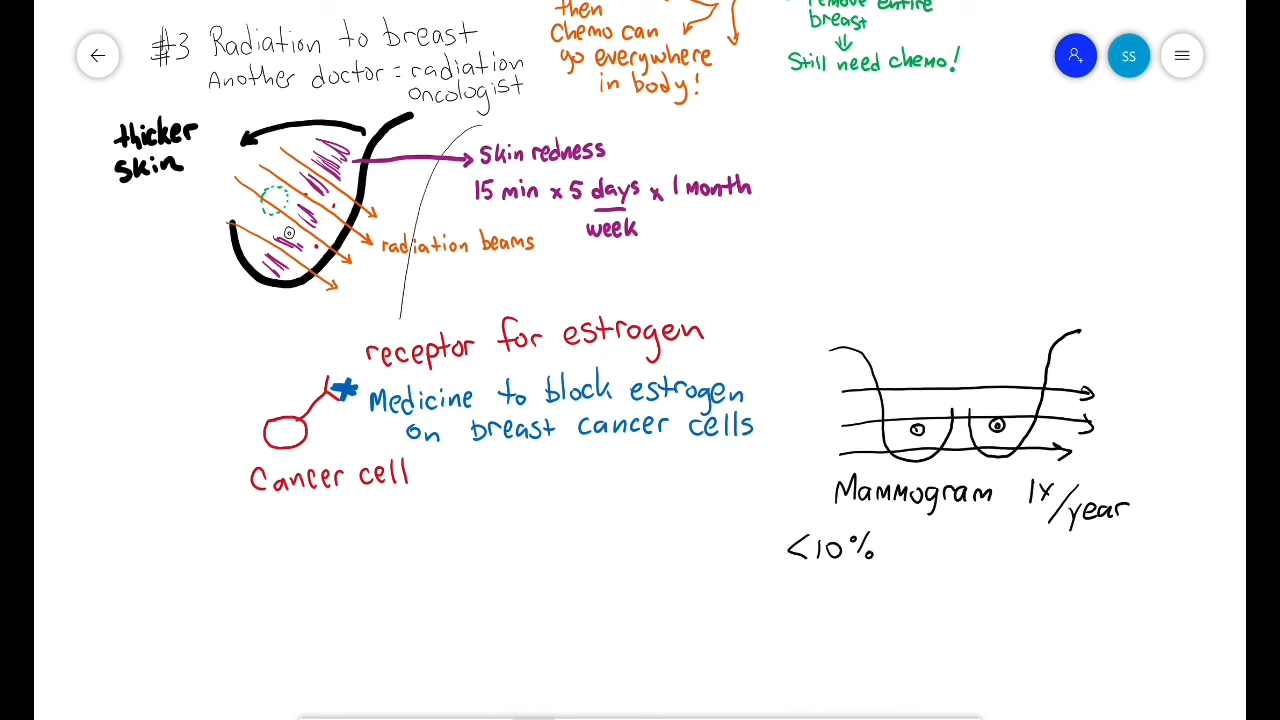 then
Chemo can
go everywhere
in body!
remove entire
breast
Still need chemo!
SS
#3 Radiation to breast
Another doctor = radiation
oncologist
thicker
skin
Skin redness
15 min x 5 days x 1 month
week
radiation beams
receptor for estrogen
Medicine to block estrogen
on breast cancer cells
Cancer cell
Mammogram 1x/year
<10%